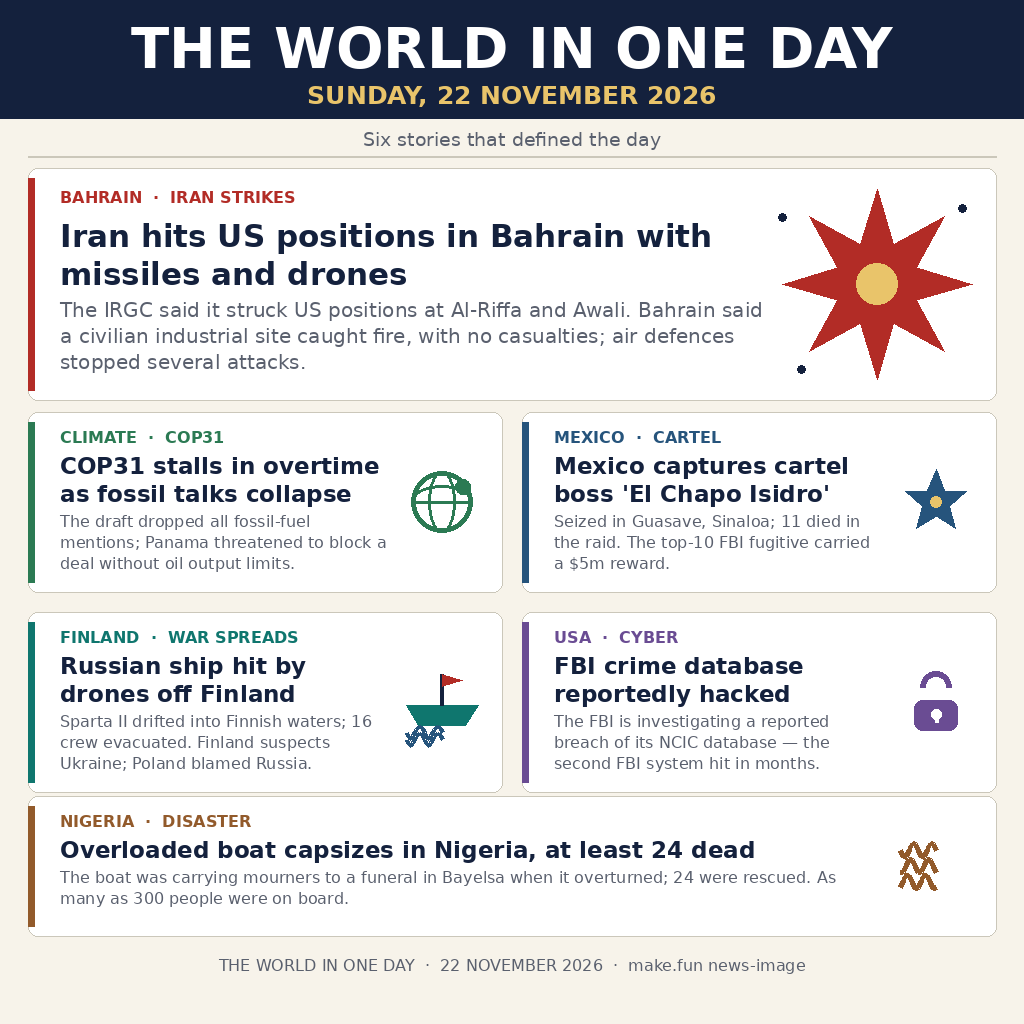 THE WORLD IN ONE DAY
SUNDAY, 22 NOVEMBER 2026
Six stories that defined the day
BAHRAIN · IRAN STRIKES
Iran hits US positions in Bahrain with
missiles and drones
The IRGC said it struck US positions at Al-Riffa and Awali. Bahrain said
a civilian industrial site caught fire, with no casualties; air defences
stopped several attacks.
CLIMATE · COP31
COP31 stalls in overtime
as fossil talks collapse
The draft dropped all fossil-fuel
mentions; Panama threatened to block a
deal without oil output limits.
MEXICO · CARTEL
Mexico captures cartel
boss 'El Chapo Isidro'
Seized in Guasave, Sinaloa; 11 died in
the raid. The top-10 FBI fugitive carried
a $5m reward.
FINLAND · WAR SPREADS
Russian ship hit by
drones off Finland
Sparta II drifted into Finnish waters; 16
crew evacuated. Finland suspects
Ukraine; Poland blamed Russia.
USA · CYBER
FBI crime database
reportedly hacked
The FBI is investigating a reported
breach of its NCIC database — the
second FBI system hit in months.
NIGERIA · DISASTER
Overloaded boat capsizes in Nigeria, at least 24 dead
The boat was carrying mourners to a funeral in Bayelsa when it overturned; 24 were rescued. As
many as 300 people were on board.
THE WORLD IN ONE DAY · 22 NOVEMBER 2026 · make.fun news-image